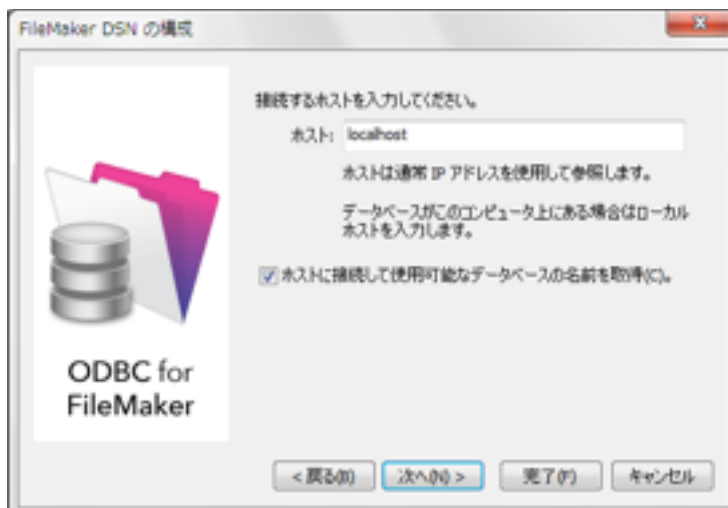 FileMaker DSN の構成
接続するホストを入力してください。
ホスト: localhost
ホストは通常 IP アドレスを使用して参照します。
データベースがこのコンピュータ上にある場合はローカル
ホストを入力します。
ホストに接続して使用可能なデータベースの名前を取得(C)。
ODBC for
FileMaker
< 戻る(B)
次へ(N) >
完了(F)
キャンセル